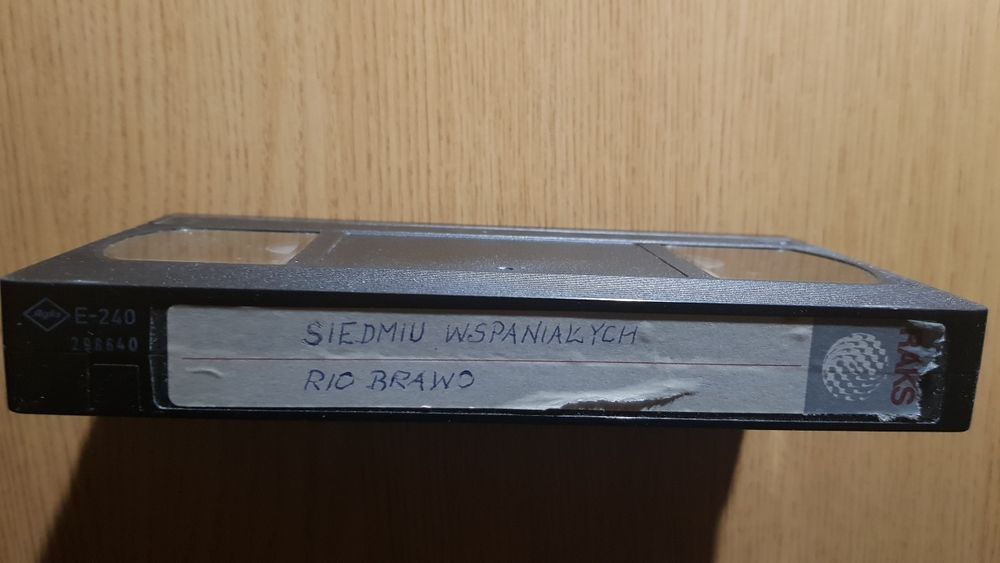 E-240
298640
SIEDMIU WSPANIAŁYCH
RIO BRAWO
RAKS